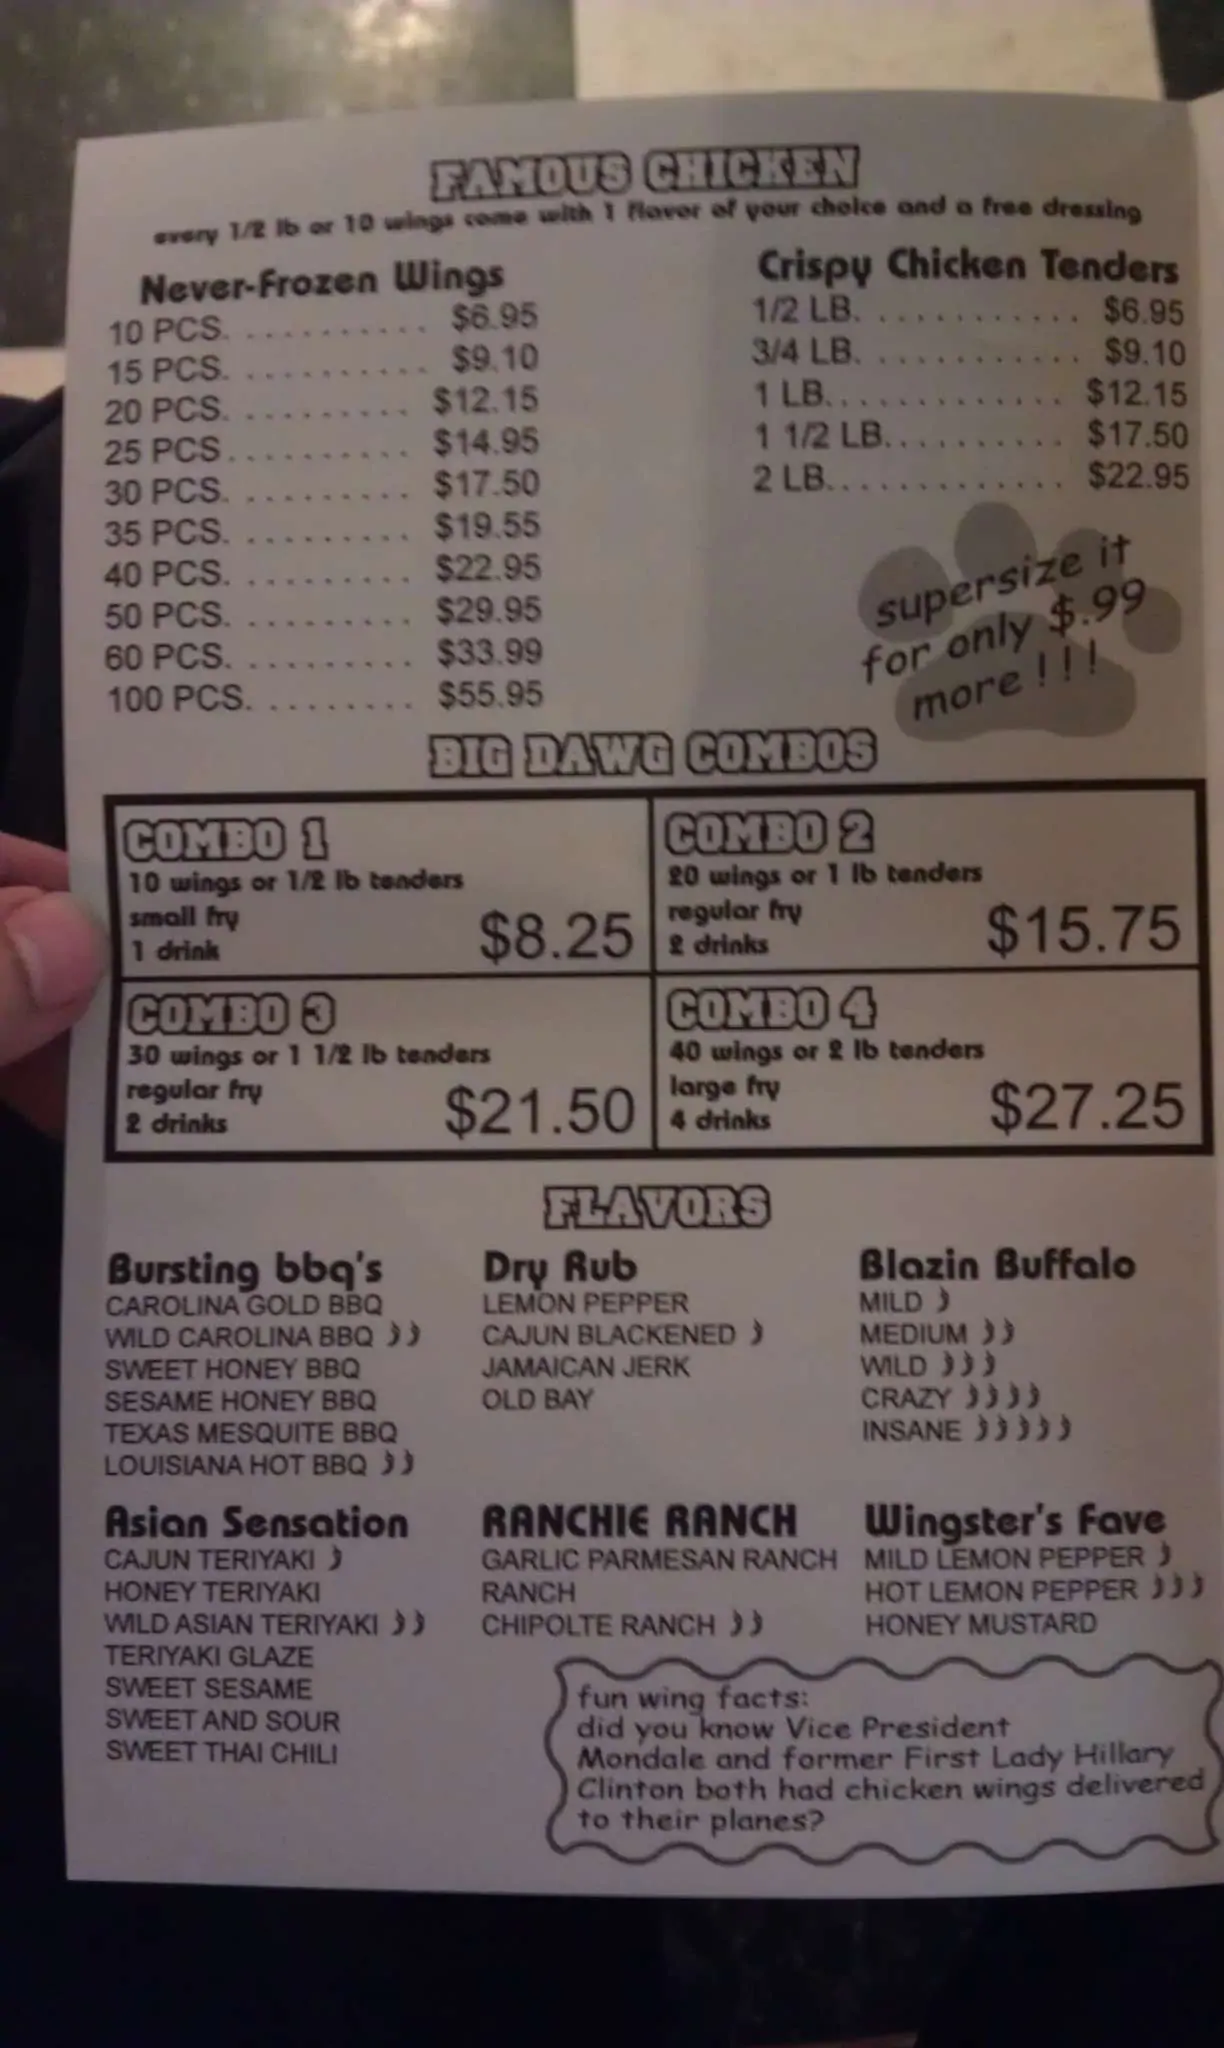 FAMOUS CHICKEN
every 1/2 lb or 10 wings come with 1 flavor of your choice and a free dressing
Never-Frozen Wings
10 PCS. . . . . . . . . . . $6.95
15 PCS. . . . . . . . . . . $9.10
20 PCS. . . . . . . . . . $12.15
25 PCS. . . . . . . . . . $14.95
30 PCS. . . . . . . . . . $17.50
35 PCS. . . . . . . . . . $19.55
40 PCS. . . . . . . . . . $22.95
50 PCS. . . . . . . . . . $29.95
60 PCS. . . . . . . . . . $33.99
100 PCS. . . . . . . . . $55.95
Crispy Chicken Tenders
1/2 LB. . . . . . . . . . . . $6.95
3/4 LB. . . . . . . . . . . . $9.10
1 LB. . . . . . . . . . . . . $12.15
1 1/2 LB. . . . . . . . . . $17.50
2 LB. . . . . . . . . . . . . $22.95
supersize it
for only $.99
more !!!
BIG DAWG COMBOS
COMBO 1
10 wings or 1/2 lb tenders
small fry
1 drink
$8.25
COMBO 2
20 wings or 1 lb tenders
regular fry
2 drinks
$15.75
COMBO 3
30 wings or 1 1/2 lb tenders
regular fry
2 drinks
$21.50
COMBO 4
40 wings or 2 lb tenders
large fry
4 drinks
$27.25
FLAVORS
Bursting bbq's
CAROLINA GOLD BBQ
WILD CAROLINA BBQ
SWEET HONEY BBQ
SESAME HONEY BBQ
TEXAS MESQUITE BBQ
LOUISIANA HOT BBQ
Dry Rub
LEMON PEPPER
CAJUN BLACKENED
JAMAICAN JERK
OLD BAY
Blazin Buffalo
MILD
MEDIUM
WILD
CRAZY
INSANE
Asian Sensation
CAJUN TERIYAKI
HONEY TERIYAKI
WILD ASIAN TERIYAKI
TERIYAKI GLAZE
SWEET SESAME
SWEET AND SOUR
SWEET THAI CHILI
RANCHIE RANCH
GARLIC PARMESAN RANCH
RANCH
CHIPOLTE RANCH
Wingster's Fave
MILD LEMON PEPPER
HOT LEMON PEPPER
HONEY MUSTARD
fun wing facts:
did you know Vice President
Mondale and former First Lady Hillary
Clinton both had chicken wings delivered
to their planes?